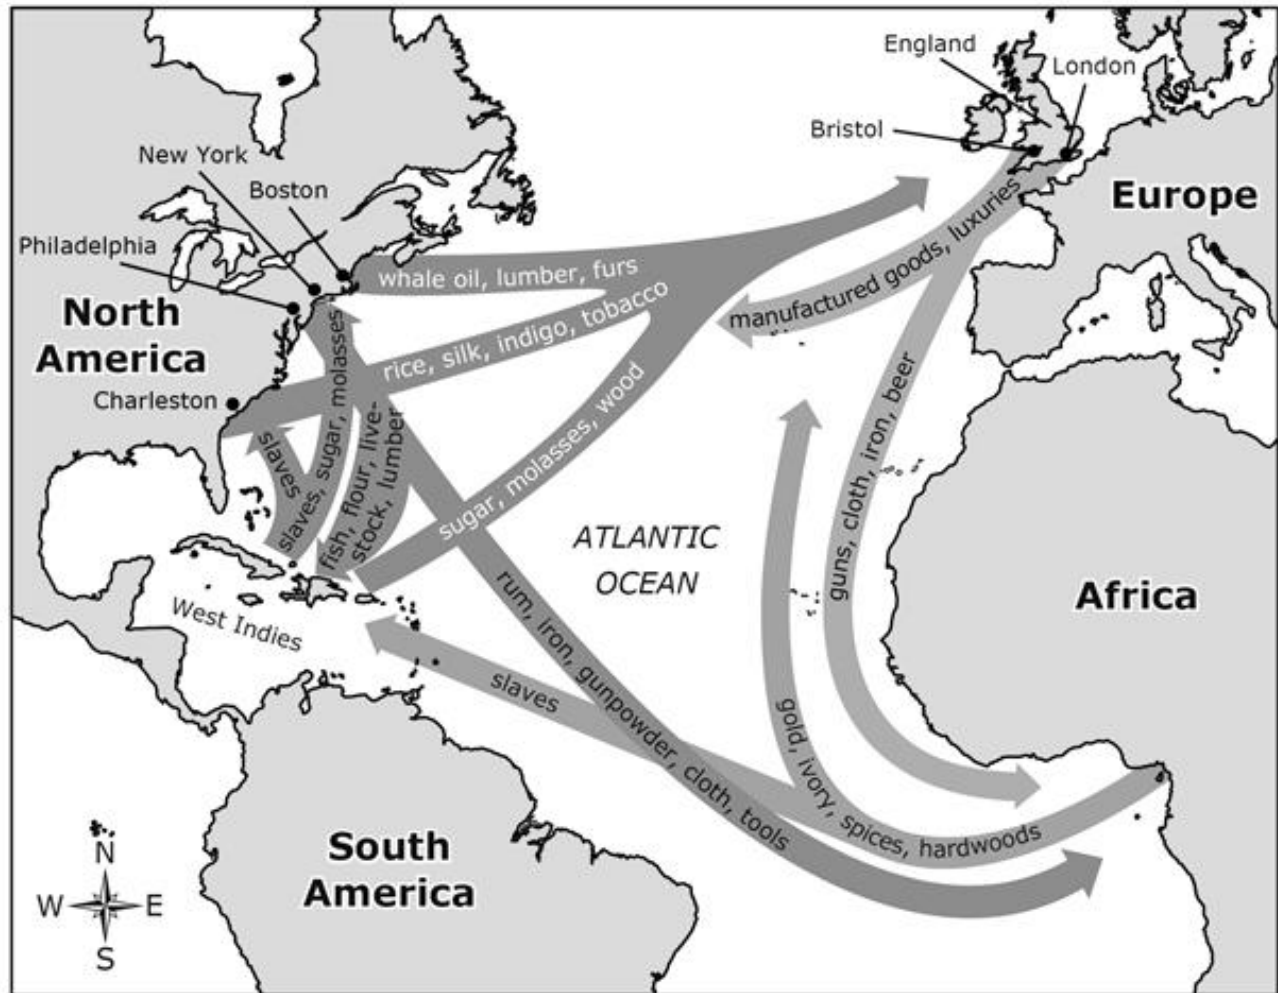 England
London
Bristol
Europe
New York
Boston
Philadelphia
North
America
Charleston
whale oil, lumber, furs
manufactured goods, luxuries
rice, silk, indigo, tobacco
slaves
slaves, sugar, molasses
fish, flour, live-
stock, lumber
sugar, molasses, wood
guns, cloth, iron, beer
ATLANTIC
OCEAN
Africa
West Indies
rum, iron, gunpowder, cloth, tools
slaves
gold, ivory, spices, hardwoods
South
America
N
W E
S